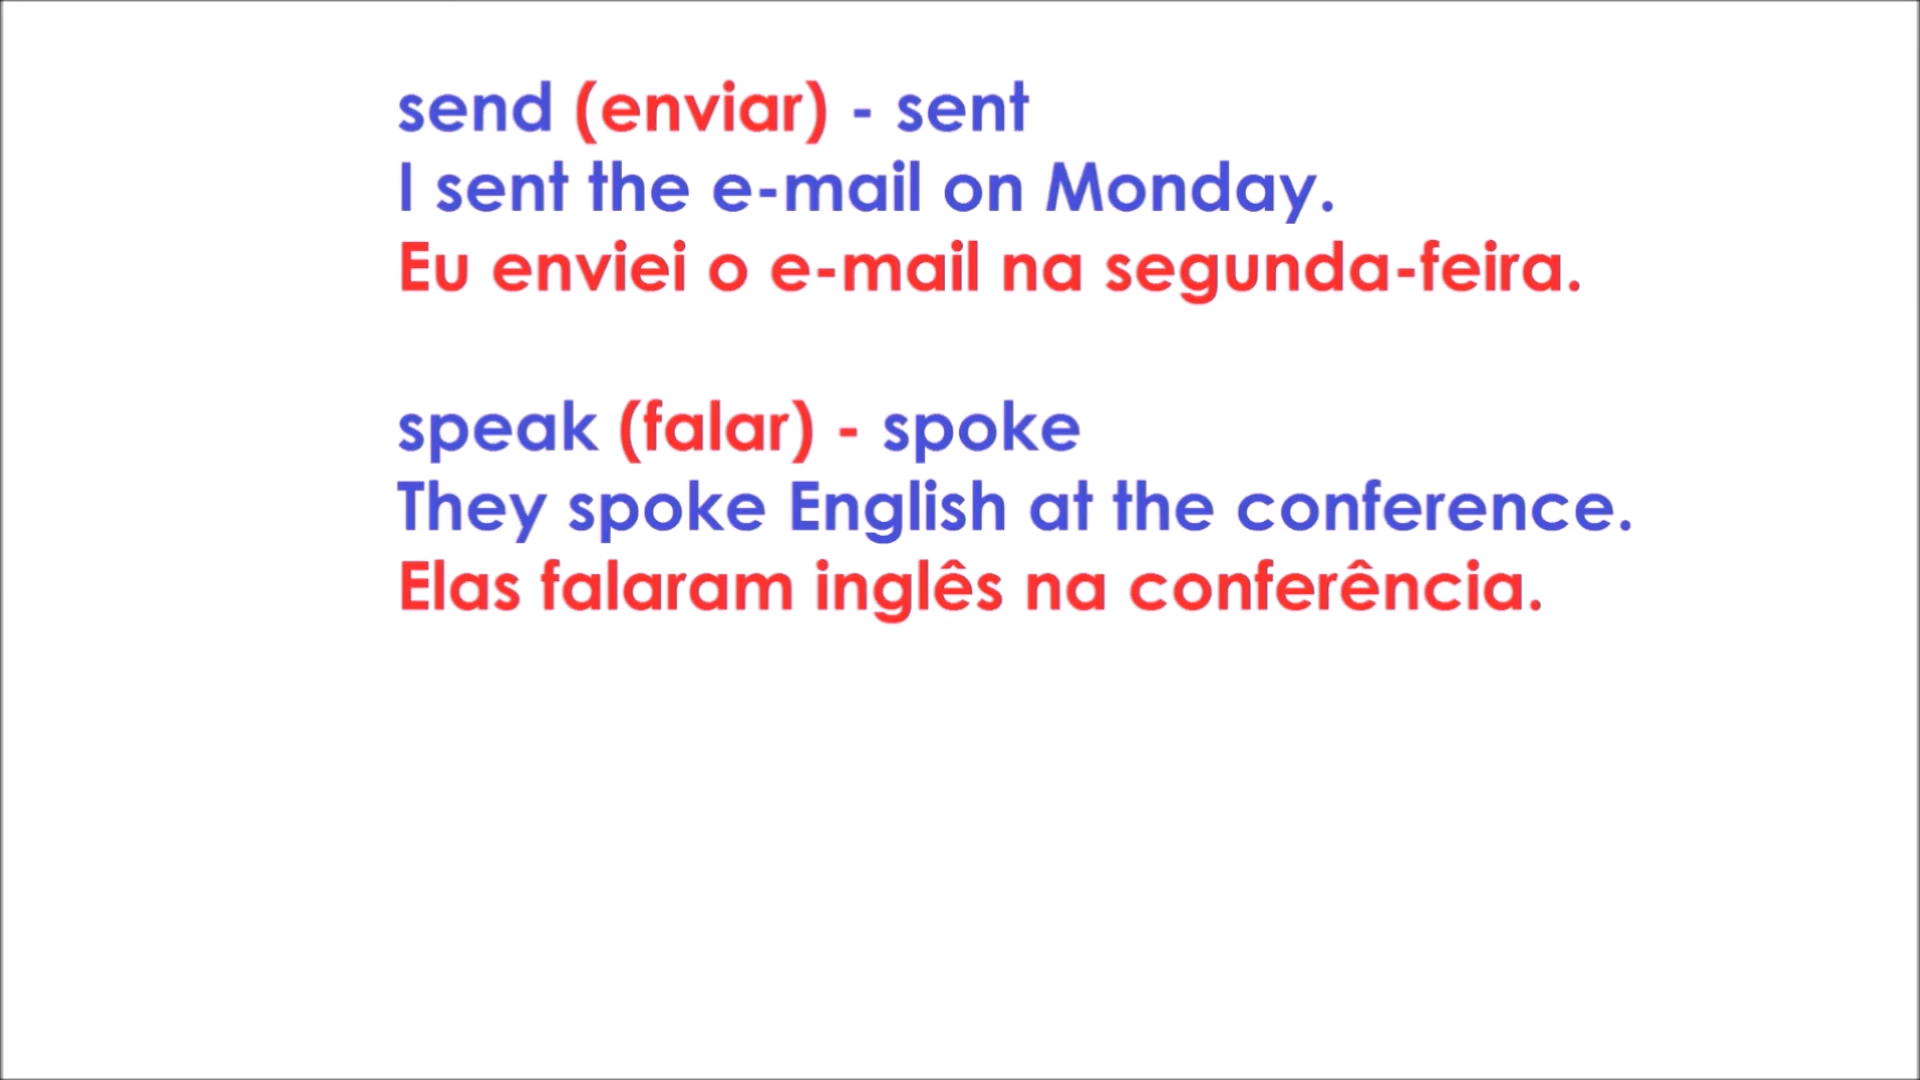 send (enviar) - sent
I sent the e-mail on Monday.
Eu enviei o e-mail na segunda-feira.
speak (falar) - spoke
They spoke English at the conference.
Elas falaram inglês na conferência.